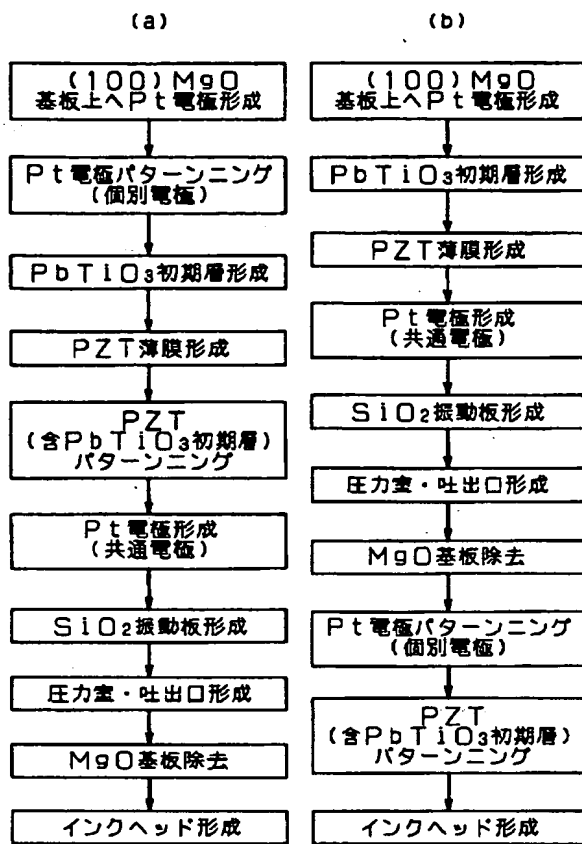 (a)
(100)MgO
基板上へPt電極形成
Pt電極パターンニング
(個別電極)
PbTiO₃初期層形成
PZT薄膜形成
PZT
(含PbTiO₃初期層)
パターンニング
Pt電極形成
(共通電極)
SiO₂振動板形成
圧力室・吐出口形成
MgO基板除去
インクヘッド形成
(b)
(100)MgO
基板上へPt電極形成
PbTiO₃初期層形成
PZT薄膜形成
Pt電極形成
(共通電極)
SiO₂振動板形成
圧力室・吐出口形成
MgO基板除去
Pt電極パターンニング
(個別電極)
PZT
(含PbTiO₃初期層)
パターンニング
インクヘッド形成